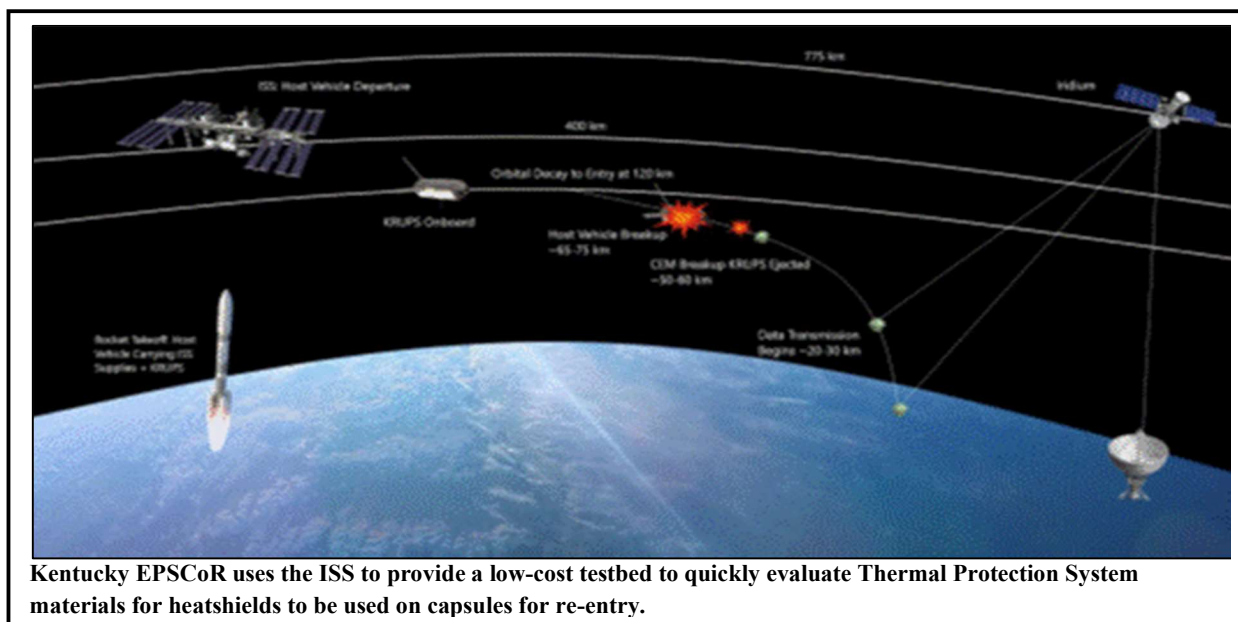 775 km
ISS: Host Vehicle Departure
Iridium
400 km
Orbital Decay to Entry at 120 km
KRUPS Onboard
Host Vehicle Breakup
~65-75 km
CEM Breakup KRUPS Ejected
~50-60 km
Data Transmission
Begins ~20-30 km
Rocket Takeoff: Host
Vehicle Carrying ISS
Supplies + KRUPS
Kentucky EPSCoR uses the ISS to provide a low-cost testbed to quickly evaluate Thermal Protection System
materials for heatshields to be used on capsules for re-entry.